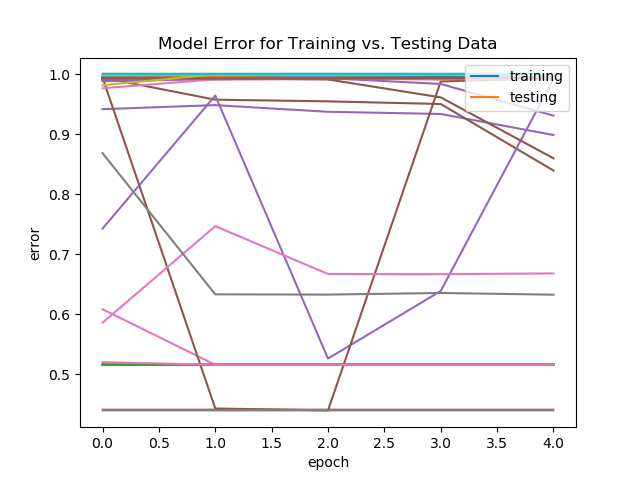 Model Error for Training vs. Testing Data
training
testing
1.0
0.9
0.8
0.7
0.6
0.5
error
0.0 0.5 1.0 1.5 2.0 2.5 3.0 3.5 4.0
epoch